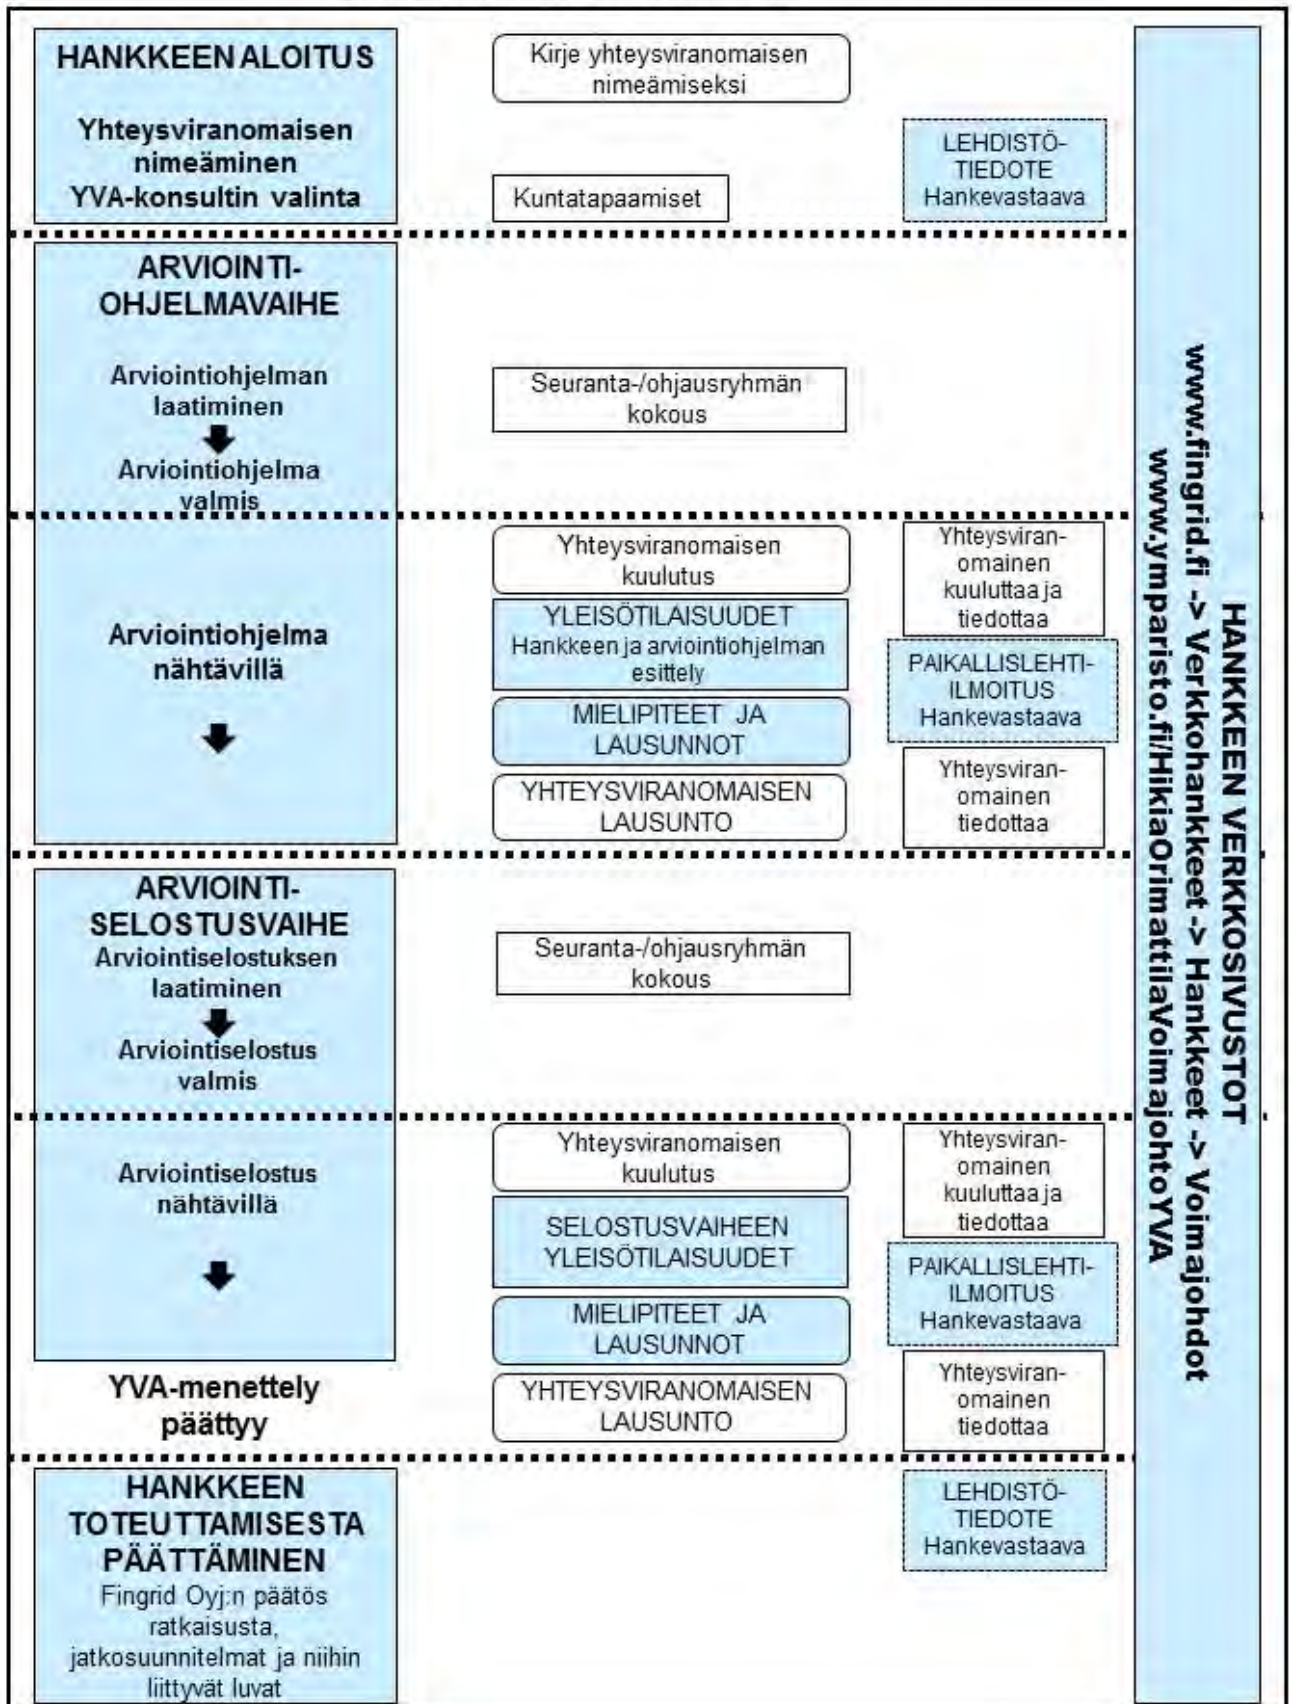 HANKKEEN ALOITUS
Yhteysviranomaisen
nimeäminen
YVA-konsultin valinta
Kirje yhteysviranomaisen
nimeämiseksi
Kuntatapaamiset
LEHDISTÖ-
TIEDOTE
Hankevastaava
ARVIOINTI-
OHJELMAVAIHE
Arviointiohjelman
laatiminen
Arviointiohjelma
valmis
Seuranta-/ohjausryhmän
kokous
Arviointiohjelma
nähtävillä
Yhteysviranomaisen
kuulutus
YLEISÖTILAISUUDET
Hankkeen ja arviointiohjelman
esittely
MIELIPITEET JA
LAUSUNNOT
YHTEYSVIRANOMAISEN
LAUSUNTO
Yhteysviran-
omainen
kuuluttaa ja
tiedottaa
PAIKALLISLEHTI-
ILMOITUS
Hankevastaava
Yhteysviran-
omainen
tiedottaa
ARVIOINTI-
SELOSTUSVAIHE
Arviointiselostuksen
laatiminen
Arviointiselostus
valmis
Seuranta-/ohjausryhmän
kokous
Arviointiselostus
nähtävillä
YVA-menettely
päättyy
Yhteysviranomaisen
kuulutus
SELOSTUSVAIHEEN
YLEISÖTILAISUUDET
MIELIPITEET JA
LAUSUNNOT
YHTEYSVIRANOMAISEN
LAUSUNTO
Yhteysviran-
omainen
kuuluttaa ja
tiedottaa
PAIKALLISLEHTI-
ILMOITUS
Hankevastaava
Yhteysviran-
omainen
tiedottaa
HANKKEEN
TOTEUTTAMISESTA
PÄÄTTÄMINEN
Fingrid Oyj:n päätös
ratkaisusta,
jatkosuunnitelmat ja niihin
liittyvät luvat
LEHDISTÖ-
TIEDOTE
Hankevastaava
HANKKEEN VERKKOSIVUSTOT
www.fingrid.fi -> Verkkohankkeet -> Hankkeet -> Voimajohdot
www.ymparisto.fi/HikiaOrimattilaVoimajohtoYVA